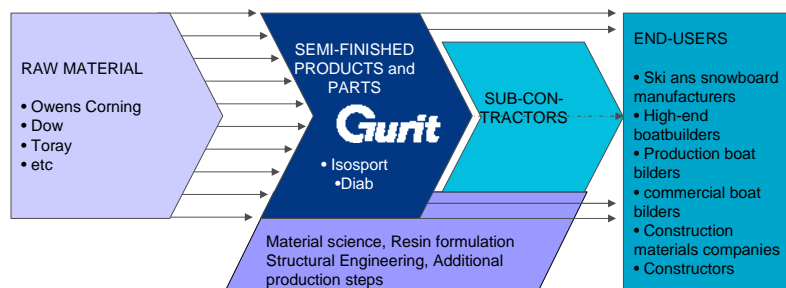 RAW MATERIAL
• Owens Corning
• Dow
• Toray
• etc
SEMI-FINISHED
PRODUCTS and
PARTS
Gurit
• Isosport
•Diab
SUB-CON-
TRACTORS
END-USERS
• Ski ans snowboard
manufacturers
• High-end
boatbuilders
• Production boat
bilders
• commercial boat
bilders
• Construction
materials companies
• Constructors
Material science, Resin formulation
Structural Engineering, Additional
production steps